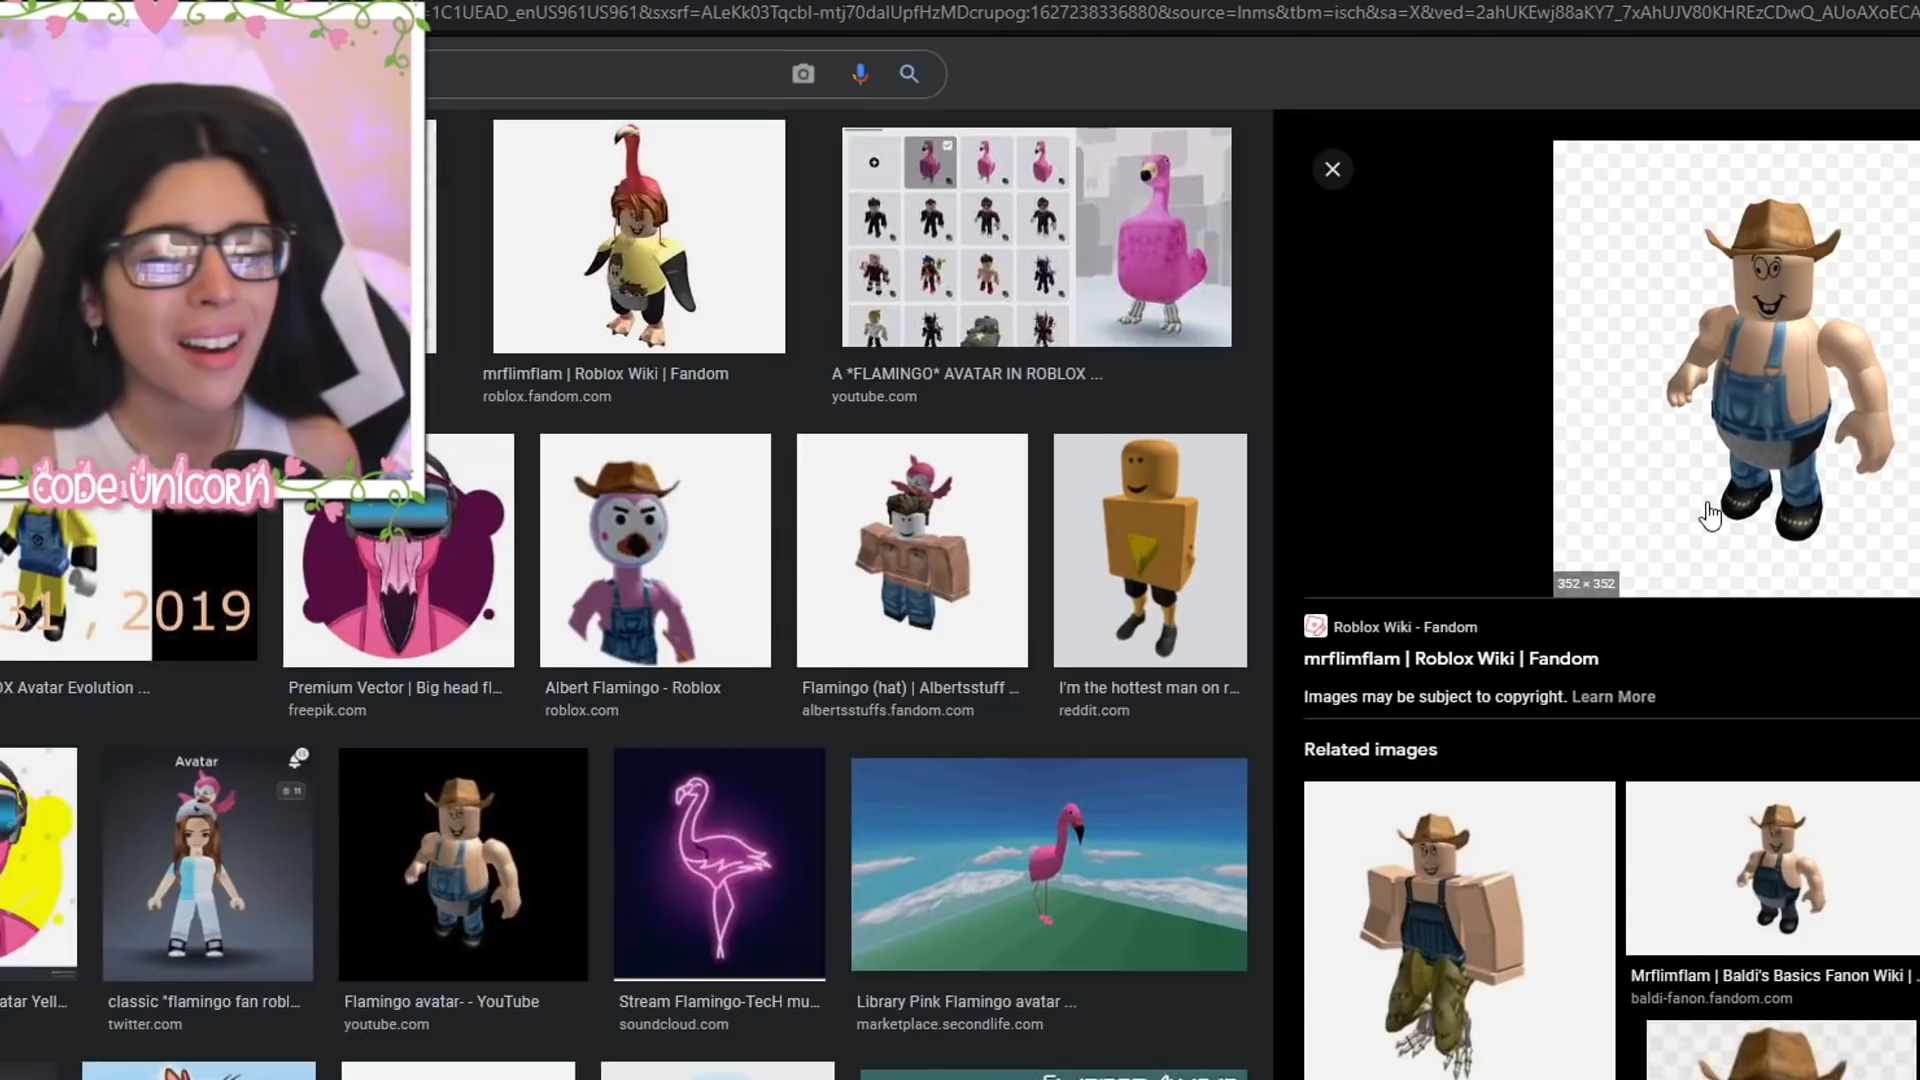 =1C1UEAD_enUS961US961&sxsrf=ALeKk03TqcbI-mtj70dalUpfHzMDcrupog:1627238336880&source=lnms&tbm=isch&sa=X&ved=2ahUKEwj88aKY7_7xAhUJV80KHREzCDwQ_AUoAXoECA
CODE UNICORN
mrflimflam | Roblox Wiki | Fandom
roblox.fandom.com
A *FLAMINGO* AVATAR IN ROBLOX ...
youtube.com
352 × 352
Roblox Wiki - Fandom
mrflimflam | Roblox Wiki | Fandom
Images may be subject to copyright. Learn More
Related images
31 , 2019
OX Avatar Evolution ...
Premium Vector | Big head fl...
freepik.com
Albert Flamingo - Roblox
roblox.com
Flamingo (hat) | Albertsstuff ...
albertsstuffs.fandom.com
I'm the hottest man on r...
reddit.com
Avatar
11
atar Yell...
classic "flamingo fan robl...
twitter.com
Flamingo avatar- - YouTube
youtube.com
Stream Flamingo-TecH mu...
soundcloud.com
Library Pink Flamingo avatar ...
marketplace.secondlife.com
Mrflimflam | Baldi's Basics Fanon Wiki | .
baldi-fanon.fandom.com